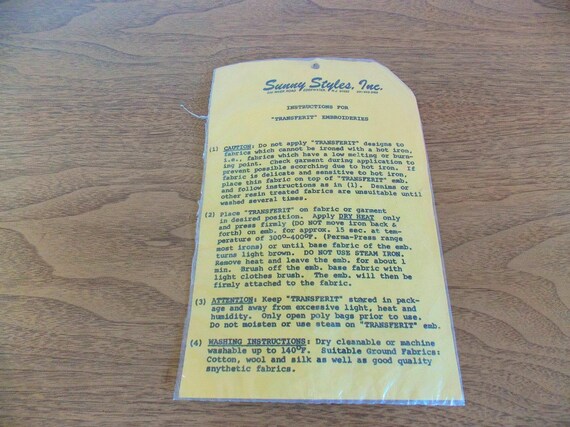 Sunny Styles, Inc.
INSTRUCTIONS FOR
"TRANSFERIT" EMBROIDERIES
(1) CAUTION: Do not apply "TRANSFERIT" designs to
fabrics which cannot be ironed with a hot iron,
i.e., fabrics which have a low melting or burn-
ing point. Check garment during application to
prevent possible scorching due to hot iron. If
fabric is delicate and sensitive to hot iron,
place this fabric on top of "TRANSFERIT" emb.
and follow instructions as in (1). Denims or
other resin treated fabrics are unsuitable until
washed several times.
(2) Place "TRANSFERIT" on fabric or garment
in desired position. Apply DRY HEAT only
and press firmly (DO NOT move iron back &
forth) on emb. for approx. 15 sec. at tem-
perature of 300°-400°F. (Perma-Press range
most irons) or until base fabric of the emb.
turns light brown. DO NOT USE STEAM IRON.
Remove heat and leave the emb. for about 1
min. Brush off the emb. base fabric with
light clothes brush. The emb. will then be
firmly attached to the fabric.
(3) ATTENTION: Keep "TRANSFERIT" stored in pack-
age and away from excessive light, heat and
humidity. Only open poly bags prior to use.
Do not moisten or use steam on "TRANSFERIT" emb.
(4) WASHING INSTRUCTIONS: Dry cleanable or machine
washable up to 140°F. Suitable Ground Fabrics:
Cotton, wool and silk as well as good quality
snythetic fabrics.